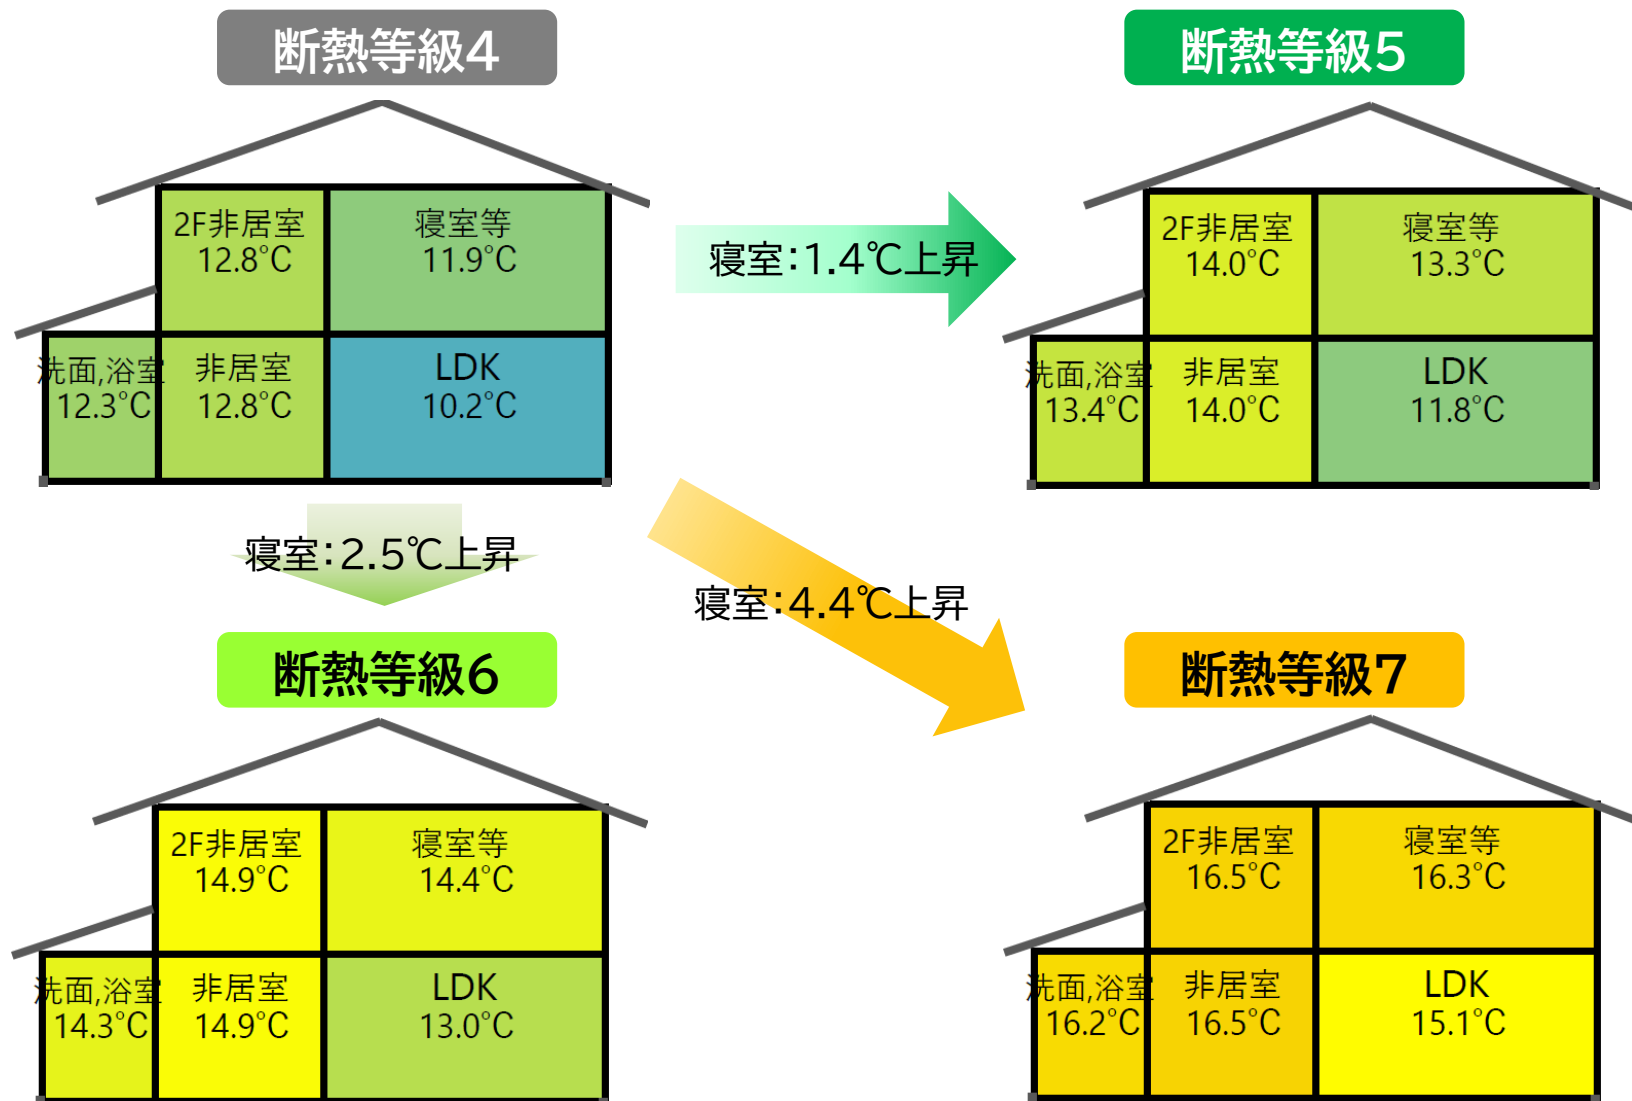 断熱等級4
2F非居室
12.8°C
寝室等
11.9°C
洗面,浴室
12.3°C
非居室
12.8°C
LDK
10.2°C
寝室:1.4℃上昇
断熱等級5
2F非居室
14.0°C
寝室等
13.3°C
洗面,浴室
13.4°C
非居室
14.0°C
LDK
11.8°C
寝室:2.5℃上昇
寝室:4.4℃上昇
断熱等級6
2F非居室
14.9°C
寝室等
14.4°C
洗面,浴室
14.3°C
非居室
14.9°C
LDK
13.0°C
断熱等級7
2F非居室
16.5°C
寝室等
16.3°C
洗面,浴室
16.2°C
非居室
16.5°C
LDK
15.1°C